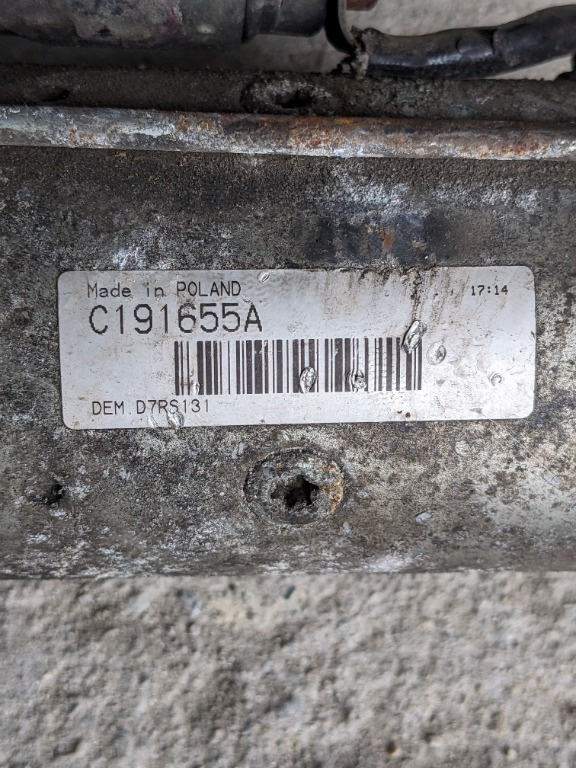 Made in POLAND 17:14
C191655A
DEM D7RS131